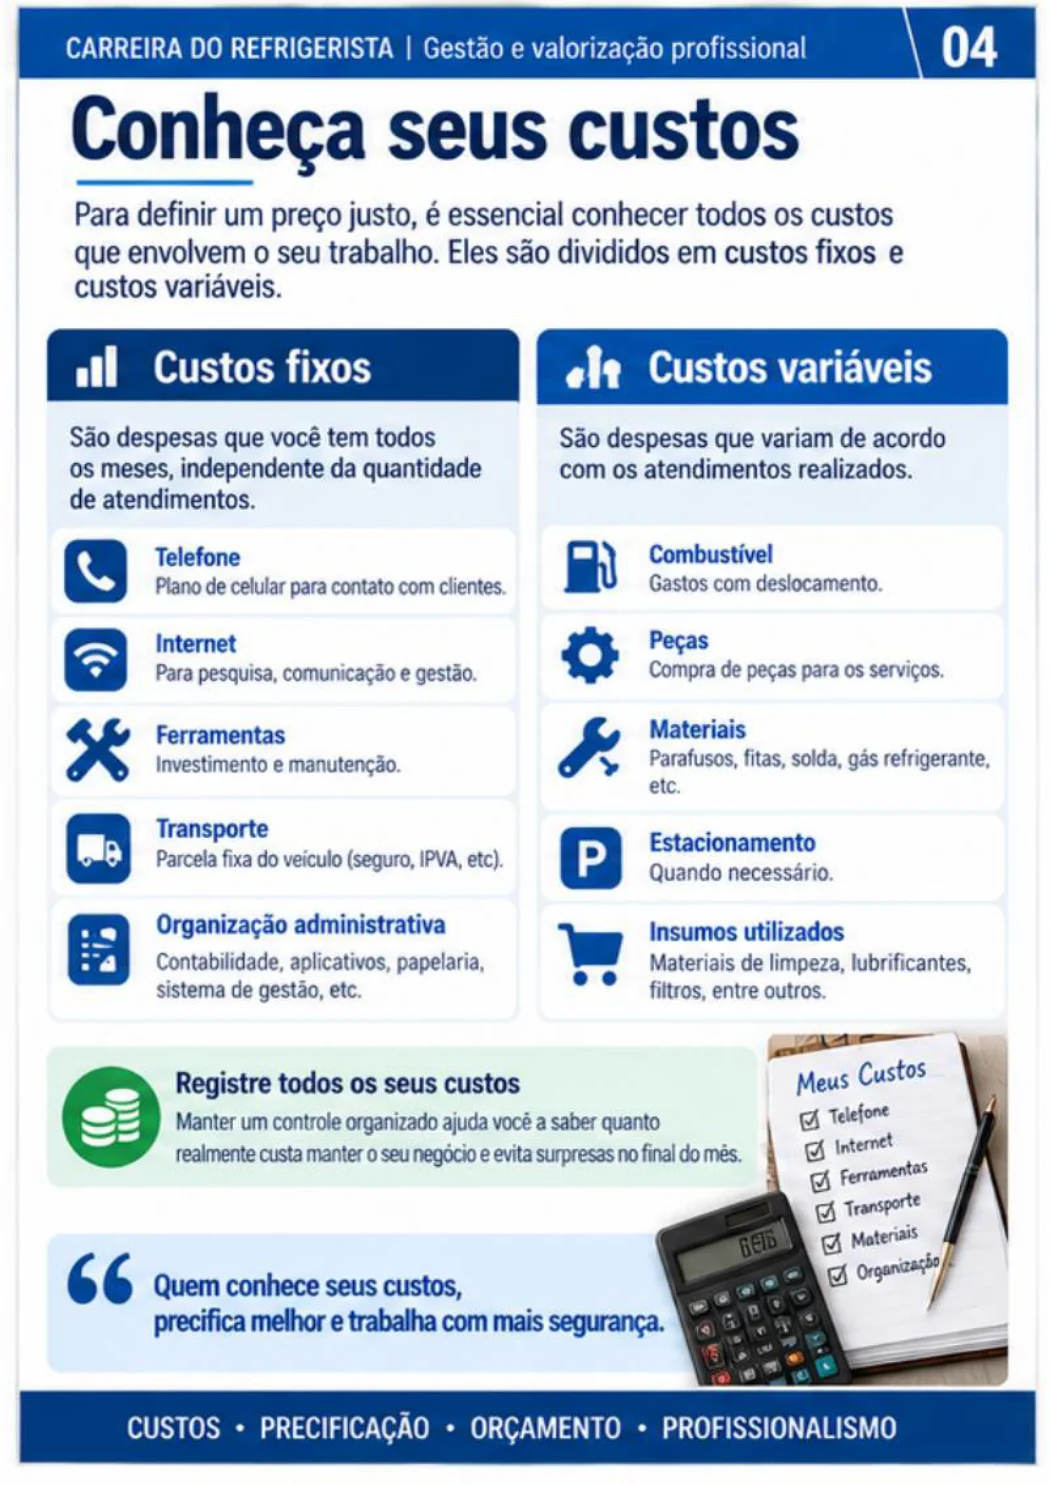 CARREIRA DO REFRIGERISTA | Gestão e valorização profissional
04
Conheça seus custos
Para definir um preço justo, é essencial conhecer todos os custos
que envolvem o seu trabalho. Eles são divididos em custos fixos e
custos variáveis.
Custos fixos
São despesas que você tem todos
os meses, independente da quantidade
de atendimentos.
Telefone
Plano de celular para contato com clientes.
Internet
Para pesquisa, comunicação e gestão.
Ferramentas
Investimento e manutenção.
Transporte
Parcela fixa do veículo (seguro, IPVA, etc).
Organização administrativa
Contabilidade, aplicativos, papelaria,
sistema de gestão, etc.
Custos variáveis
São despesas que variam de acordo
com os atendimentos realizados.
Combustível
Gastos com deslocamento.
Peças
Compra de peças para os serviços.
Materiais
Parafusos, fitas, solda, gás refrigerante,
etc.
P
Estacionamento
Quando necessário.
Insumos utilizados
Materiais de limpeza, lubrificantes,
filtros, entre outros.
Registre todos os seus custos
Manter um controle organizado ajuda você a saber quanto
realmente custa manter o seu negócio e evita surpresas no final do mês.
Meus Custos
Telefone
Internet
Ferramentas
Transporte
Materiais
Organização
Quem conhece seus custos,
precifica melhor e trabalha com mais segurança.
CUSTOS • PRECIFICAÇÃO • ORÇAMENTO • PROFISSIONALISMO